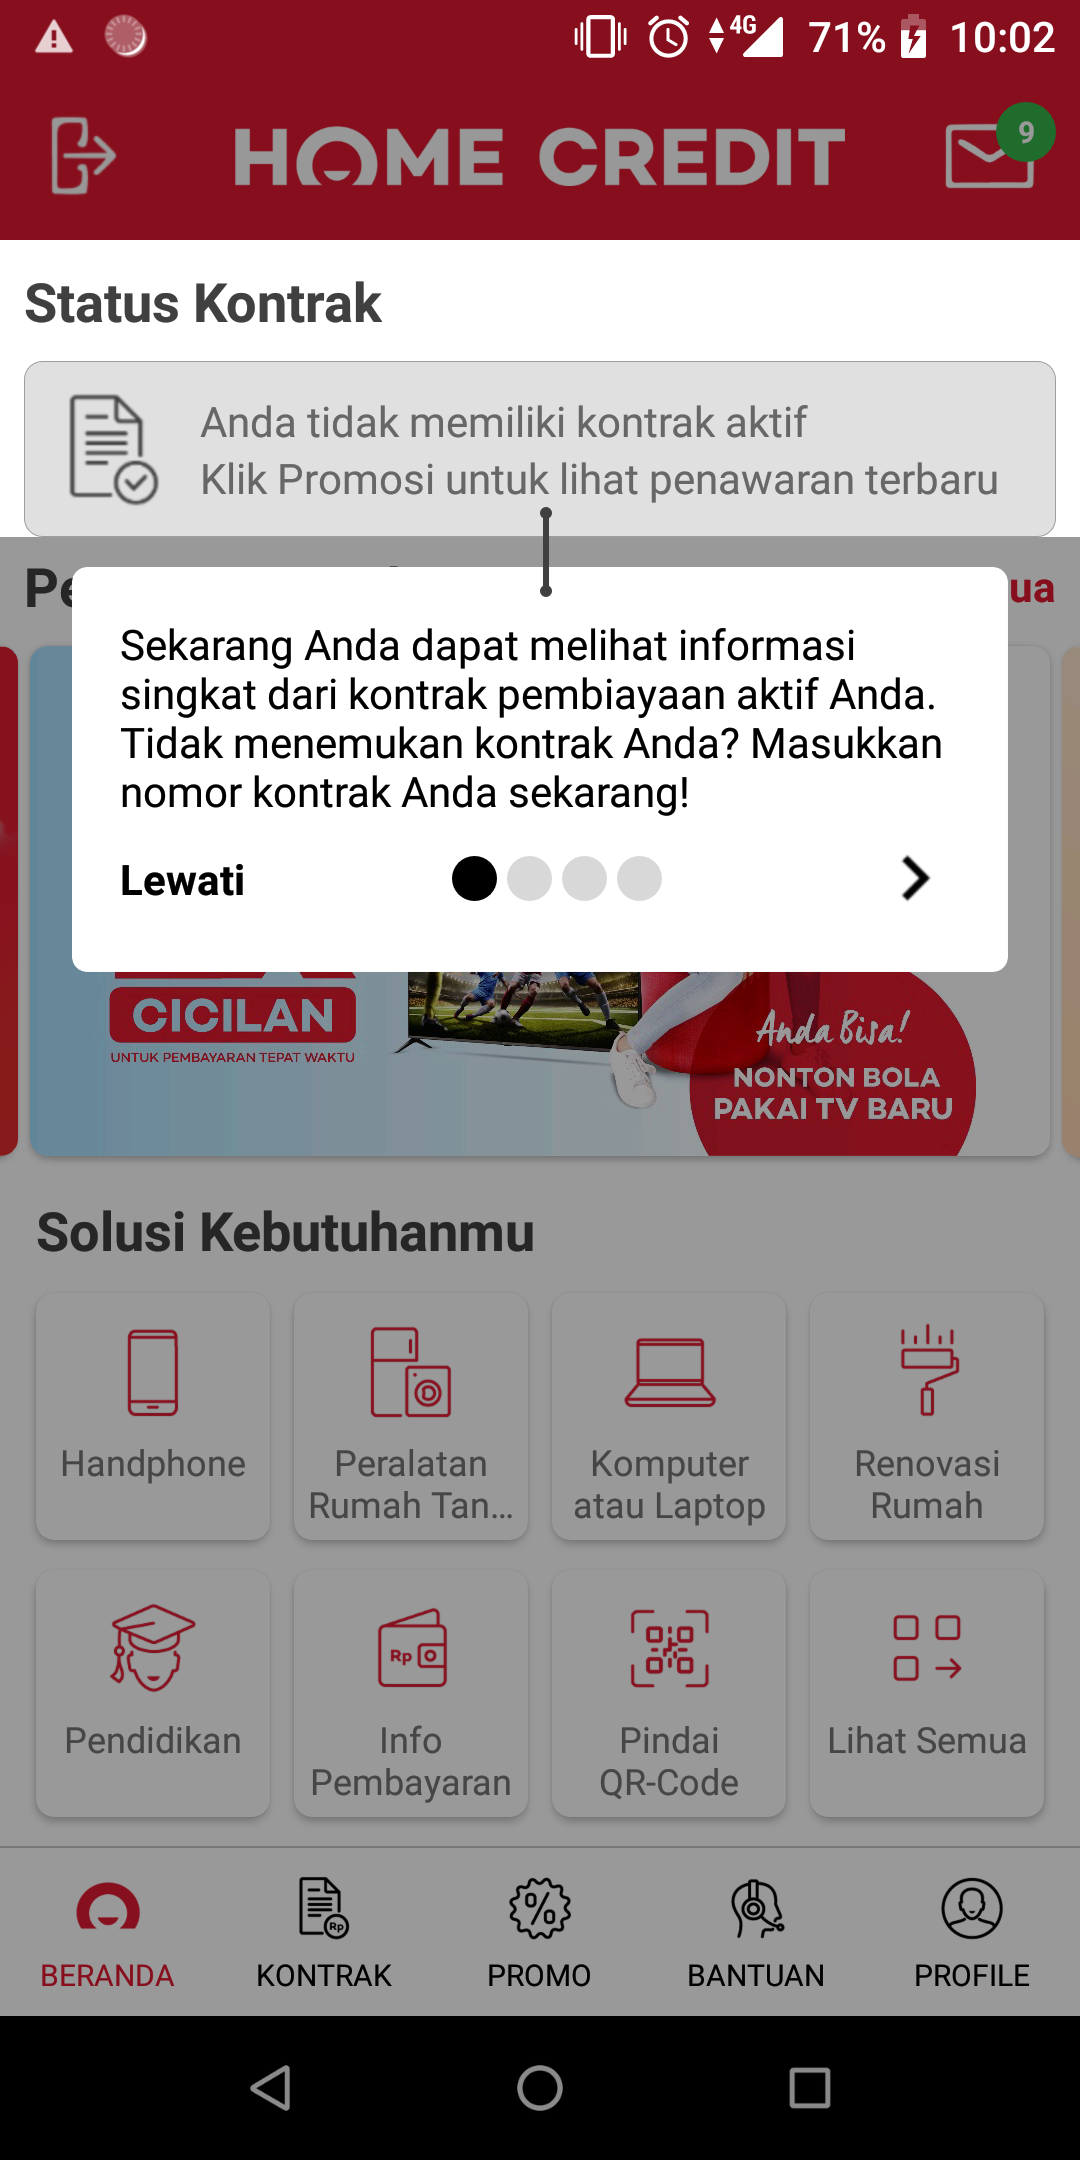 4G 71% 10:02
HOME CREDIT
9
Status Kontrak
Anda tidak memiliki kontrak aktif
Klik Promosi untuk lihat penawaran terbaru
Sekarang Anda dapat melihat informasi
singkat dari kontrak pembiayaan aktif Anda.
Tidak menemukan kontrak Anda? Masukkan
nomor kontrak Anda sekarang!
Lewati
CICILAN
UNTUK PEMBAYARAN TEPAT WAKTU
Anda Bisa!
NONTON BOLA
PAKAI TV BARU
Solusi Kebutuhanmu
Handphone
Peralatan
Rumah Tan...
Komputer
atau Laptop
Renovasi
Rumah
Rp
Pendidikan
Info
Pembayaran
Pindai
QR-Code
Lihat Semua
Rp
BERANDA
KONTRAK
PROMO
BANTUAN
PROFILE